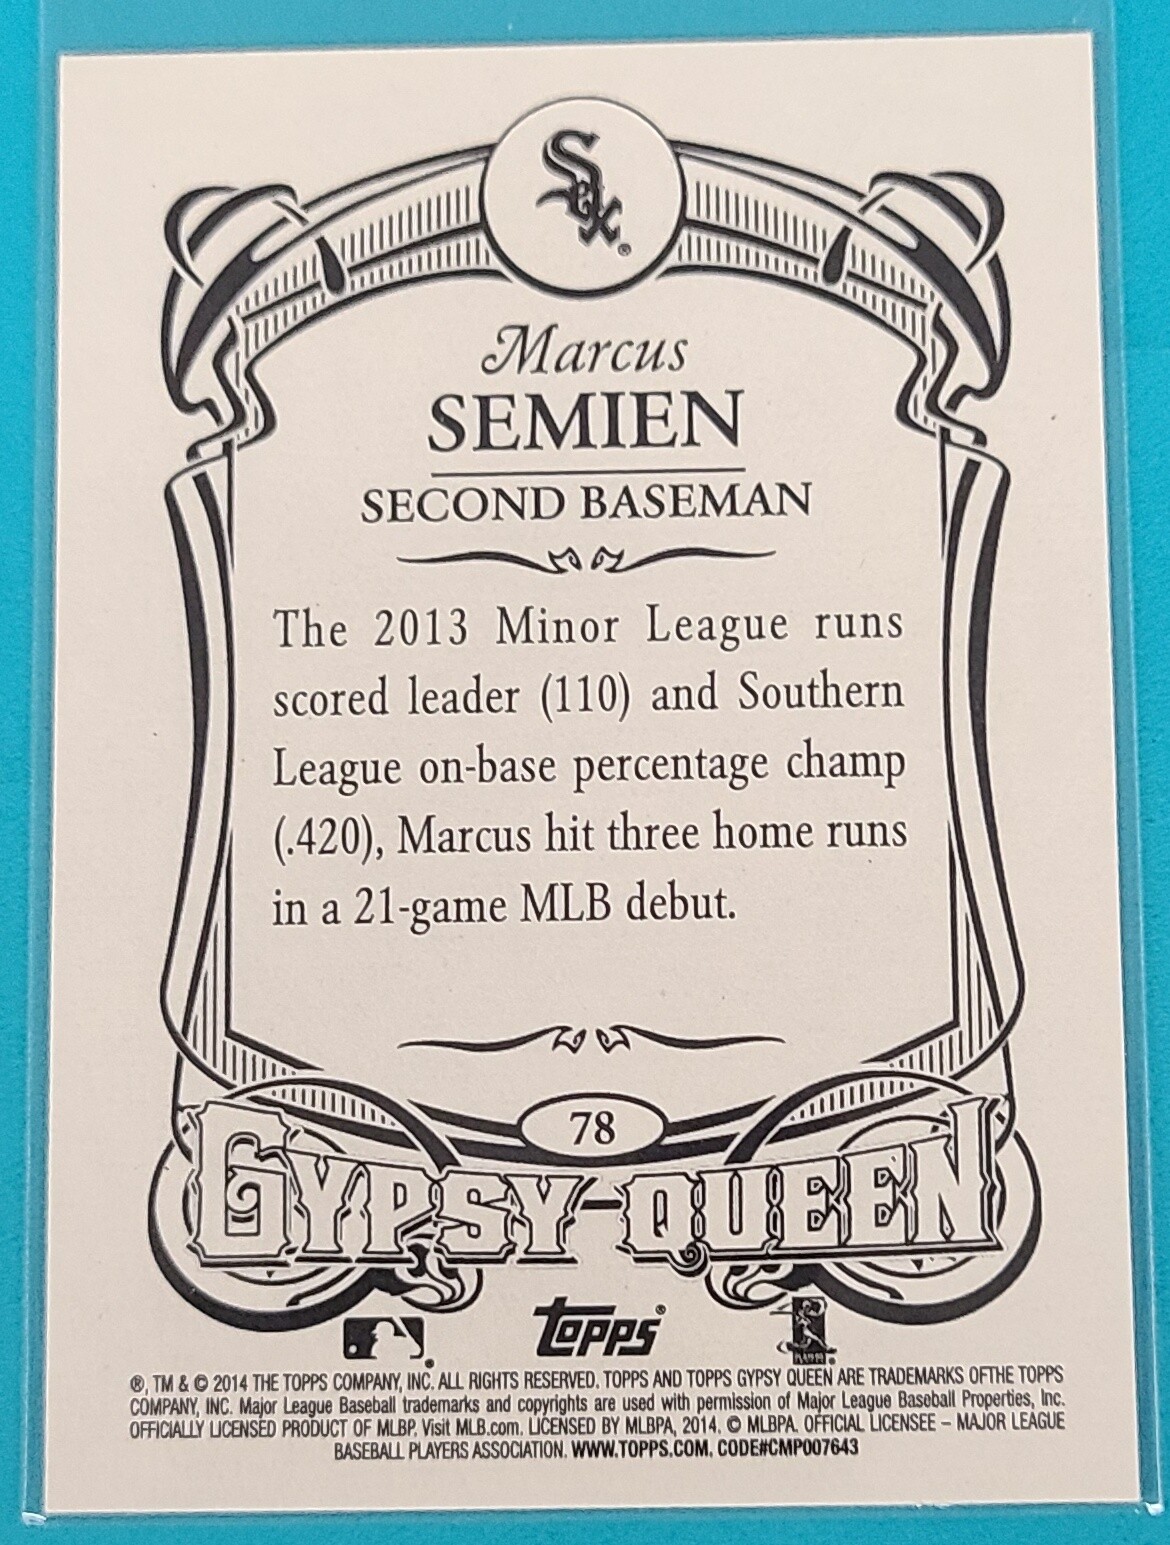 Sox®
Marcus
SEMIEN
SECOND BASEMAN
The 2013 Minor League runs
scored leader (110) and Southern
League on-base percentage champ
(.420), Marcus hit three home runs
in a 21-game MLB debut.
78
GYPSY-QUEEN
Topps®
®, TM & © 2014 THE TOPPS COMPANY, INC. ALL RIGHTS RESERVED. TOPPS AND TOPPS GYPSY QUEEN ARE TRADEMARKS OFTHE TOPPS
COMPANY, INC. Major League Baseball trademarks and copyrights are used with permission of Major League Baseball Properties, Inc.
OFFICIALLY LICENSED PRODUCT OF MLBP. Visit MLB.com. LICENSED BY MLBPA, 2014. © MLBPA. OFFICIAL LICENSEE – MAJOR LEAGUE
BASEBALL PLAYERS ASSOCIATION. WWW.TOPPS.COM. CODE#CMP007643